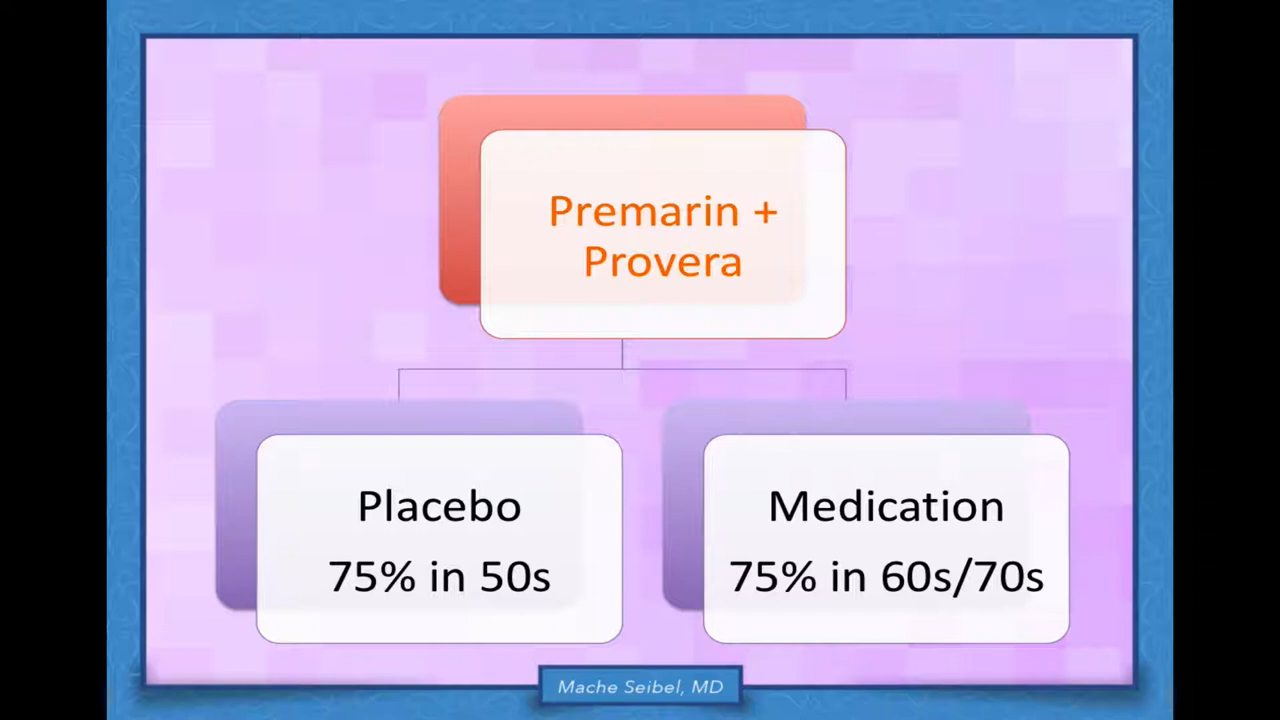 Premarin +
Provera
Placebo
75% in 50s
Medication
75% in 60s/70s
Mache Seibel, MD